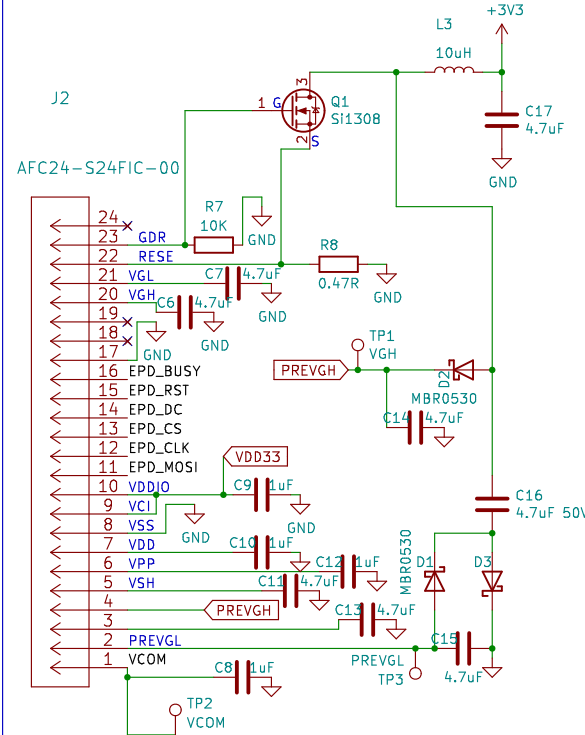 +3V3
L3
10uH
J2
3
1 G
Q1
Si1308
2
S
C17
4.7uF
GND
AFC24-S24FIC-00
R7
10K
GND
R8
0.47R
GND
24
23 GDR
22 RESE
21 VGL
C7 4.7uF
GND
20 VGH
C6 4.7uF
GND
19
18
17
GND
16 EPD_BUSY
15 EPD_RST
14 EPD_DC
13 EPD_CS
12 EPD_CLK
11 EPD_MOSI
10 VDDIO
9 VCI
8 VSS
7 VDD
6 VPP
5 VSH
4
3
2 PREVGL
1 VCOM
TP1
VGH
PREVGH
D2
MBR0530
C14 4.7uF
VDD33
C9 1uF
GND
GND
C16
4.7uF 50V
C10 1uF
C12 1uF
C11 4.7uF
PREVGH
C13 4.7uF
MBR0530
D1
D3
C15
4.7uF
PREVGL
TP3
C8 1uF
TP2
VCOM